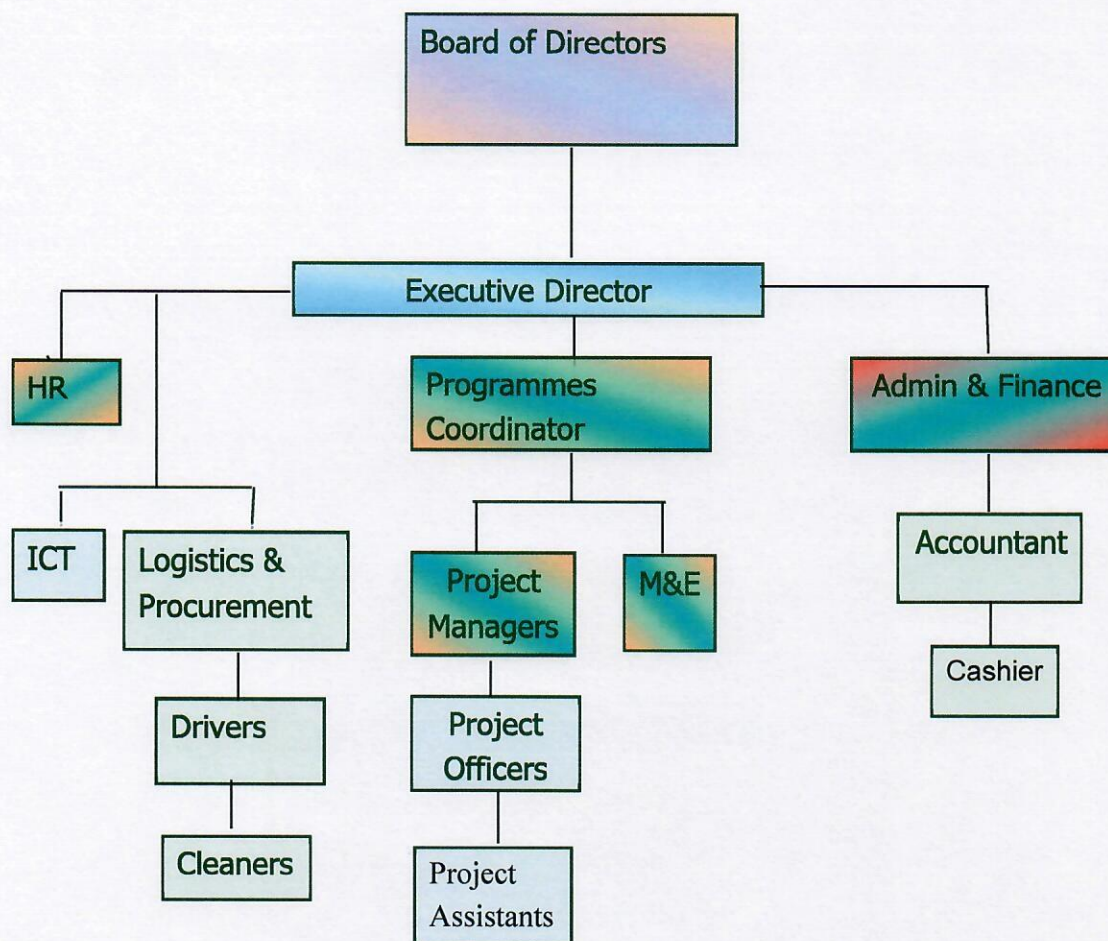 Board of Directors
Executive Director
HR
Programmes
Coordinator
Admin & Finance
ICT
Logistics &
Procurement
Project
Managers
M&E
Accountant
Cashier
Drivers
Project
Officers
Cleaners
Project
Assistants